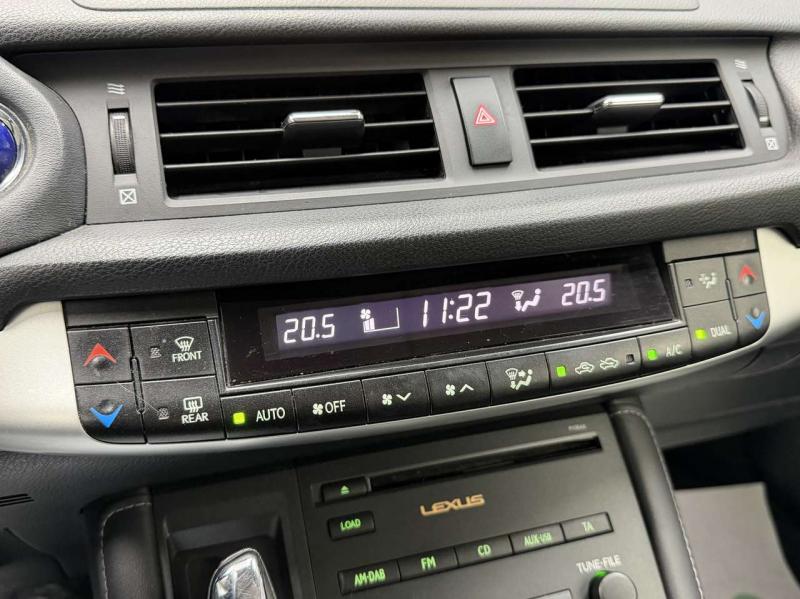 20.5 11:22 20.5
FRONT
REAR
AUTO
OFF
A/C
DUAL
LEXUS
LOAD
AM·DAB FM CD AUX·USB TA
TUNE·FILE